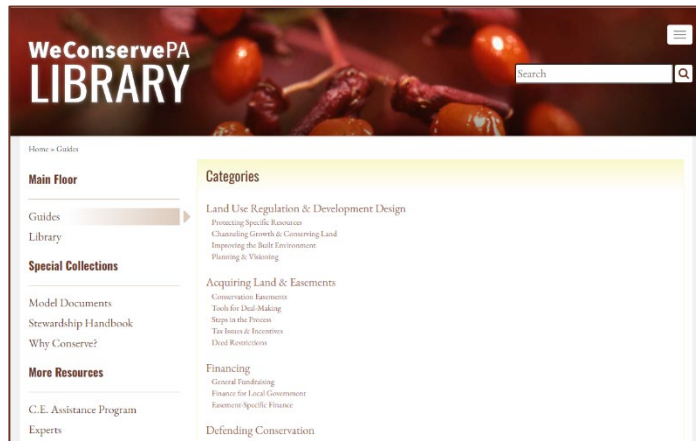 WeConservePA
LIBRARY
Search
Home » Guides
Main Floor
Guides
Library
Special Collections
Model Documents
Stewardship Handbook
Why Conserve?
More Resources
C.E. Assistance Program
Experts
Categories
Land Use Regulation & Development Design
Protecting Specific Resources
Channeling Growth & Conserving Land
Improving the Built Environment
Planning & Visioning
Acquiring Land & Easements
Conservation Easements
Tools for Deal-Making
Steps in the Process
Tax Issues & Incentives
Deed Restrictions
Financing
General Fundraising
Finance for Local Government
Easement-Specific Finance
Defending Conservation